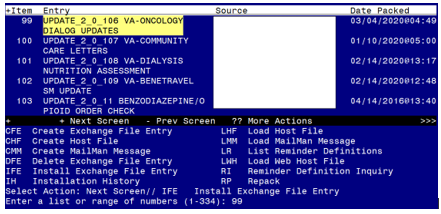 +Item  Entry                          Source                 Date Packed
99  UPDATE_2_0_106 VA-ONCOLOGY                               03/04/2020@04:49
    DIALOG UPDATES
100  UPDATE_2_0_107 VA-COMMUNITY                             01/10/2020@05:00
    CARE LETTERS
101  UPDATE_2_0_108 VA-DIALYSIS                              02/14/2020@13:17
    NUTRITION ASSESSMENT
102  UPDATE_2_0_109 VA-BENETRAVEL                            02/14/2020@12:48
    SM UPDATE
103  UPDATE_2_0_11 BENZODIAZEPINE/O                          04/14/2016@13:40
    PIOID ORDER CHECK
+         + Next Screen   - Prev Screen   ?? More Actions                >>>
CFE  Create Exchange File Entry       LHF  Load Host File
CHF  Create Host File                 LMM  Load MailMan Message
CMM  Create MailMan Message           LR   List Reminder Definitions
DFE  Delete Exchange File Entry       LWH  Load Web Host File
IFE  Install Exchange File Entry      RI   Reminder Definition Inquiry
IH   Installation History             RP   Repack
Select Action: Next Screen// IFE   Install Exchange File Entry
Enter a list or range of numbers (1-334): 99